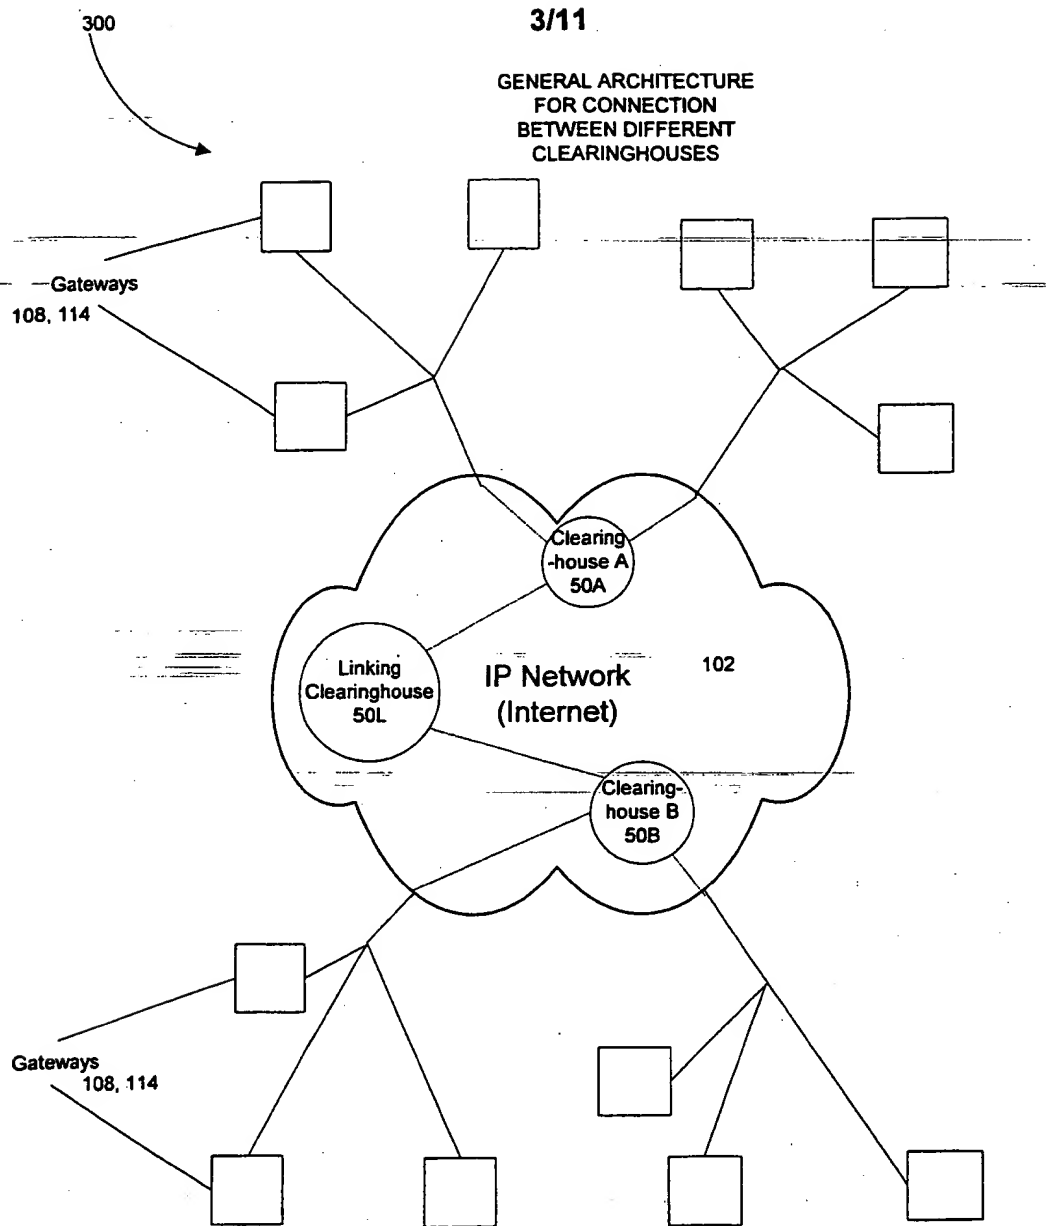 300
3/11
GENERAL ARCHITECTURE
FOR CONNECTION
BETWEEN DIFFERENT
CLEARINGHOUSES
Gateways
108, 114
Clearing
-house A
50A
Linking
Clearinghouse
50L
IP Network
(Internet)
102
Clearing-
house B
50B
Gateways
108, 114